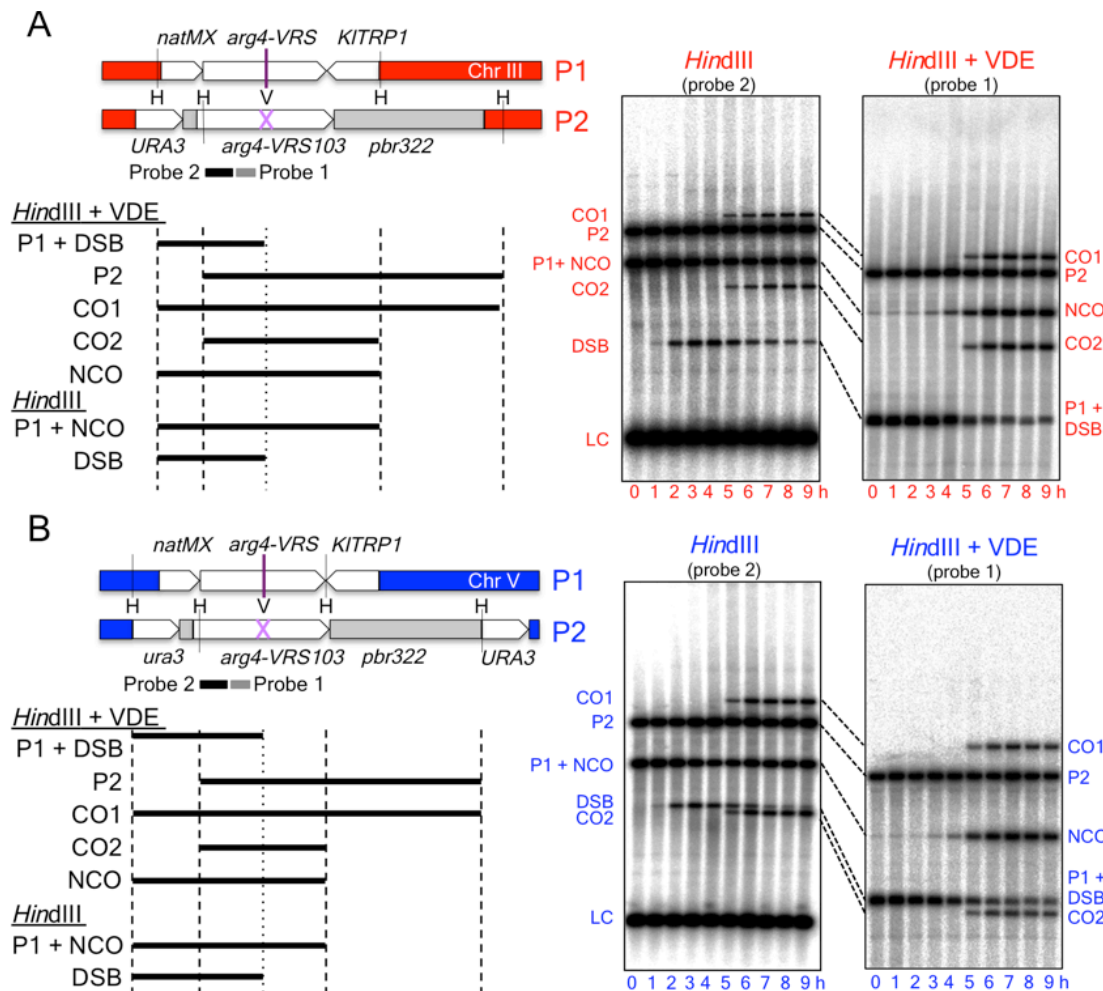 A
natMX arg4-VRS KlTRP1
Chr III P1
H H V H H
P2
URA3 arg4-VRS103 pbr322
Probe 2 Probe 1
HindIII + VDE
P1 + DSB
P2
CO1
CO2
NCO
HindIII
P1 + NCO
DSB
HindIII
(probe 2)
CO1
P2
P1+ NCO
CO2
DSB
LC
0 1 2 3 4 5 6 7 8 9 h
HindIII + VDE
(probe 1)
CO1
P2
NCO
CO2
P1 +
DSB
0 1 2 3 4 5 6 7 8 9 h
B
natMX arg4-VRS KlTRP1
Chr V P1
H H V H H
P2
ura3 arg4-VRS103 pbr322 URA3
Probe 2 Probe 1
HindIII + VDE
P1 + DSB
P2
CO1
CO2
NCO
HindIII
P1 + NCO
DSB
HindIII
(probe 2)
CO1
P2
P1 + NCO
DSB
CO2
LC
0 1 2 3 4 5 6 7 8 9 h
HindIII + VDE
(probe 1)
CO1
P2
NCO
P1 +
DSB
CO2
0 1 2 3 4 5 6 7 8 9 h